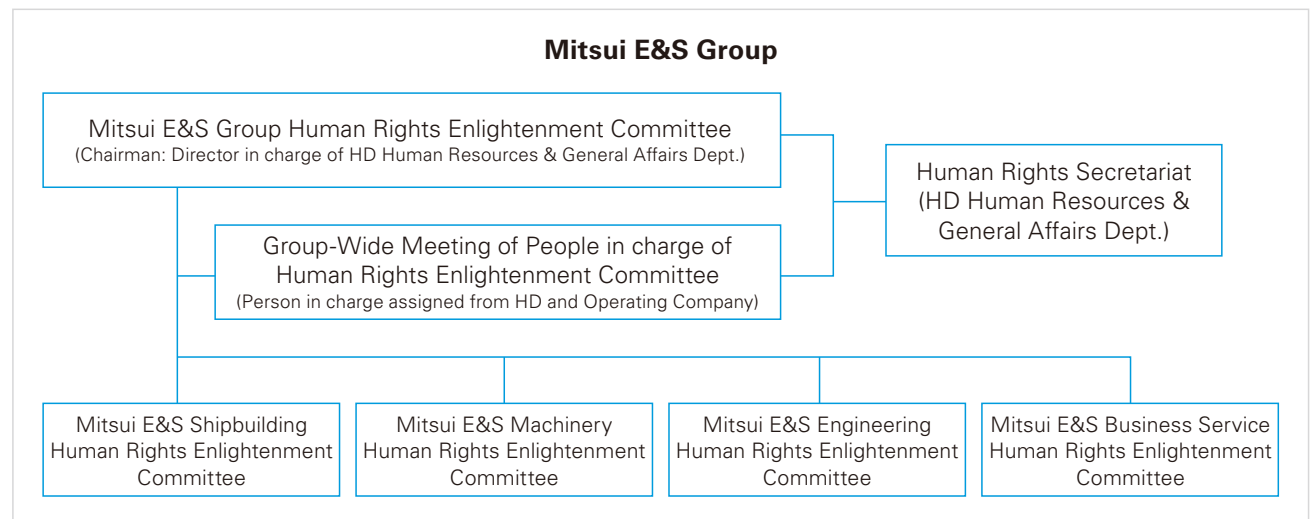 Mitsui E&S Group
Mitsui E&S Group Human Rights Enlightenment Committee
(Chairman: Director in charge of HD Human Resources & General Affairs Dept.)
Human Rights Secretariat
(HD Human Resources &
General Affairs Dept.)
Group-Wide Meeting of People in charge of
Human Rights Enlightenment Committee
(Person in charge assigned from HD and Operating Company)
Mitsui E&S Shipbuilding
Human Rights Enlightenment
Committee
Mitsui E&S Machinery
Human Rights Enlightenment
Committee
Mitsui E&S Engineering
Human Rights Enlightenment
Committee
Mitsui E&S Business Service
Human Rights Enlightenment
Committee